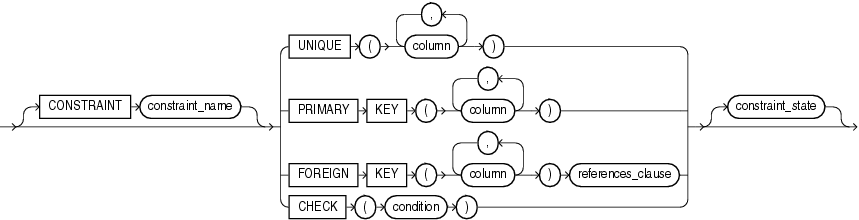 ,
UNIQUE ( column )
,
CONSTRAINT constraint_name PRIMARY KEY ( column ) constraint_state
,
FOREIGN KEY ( column ) references_clause
CHECK ( condition )